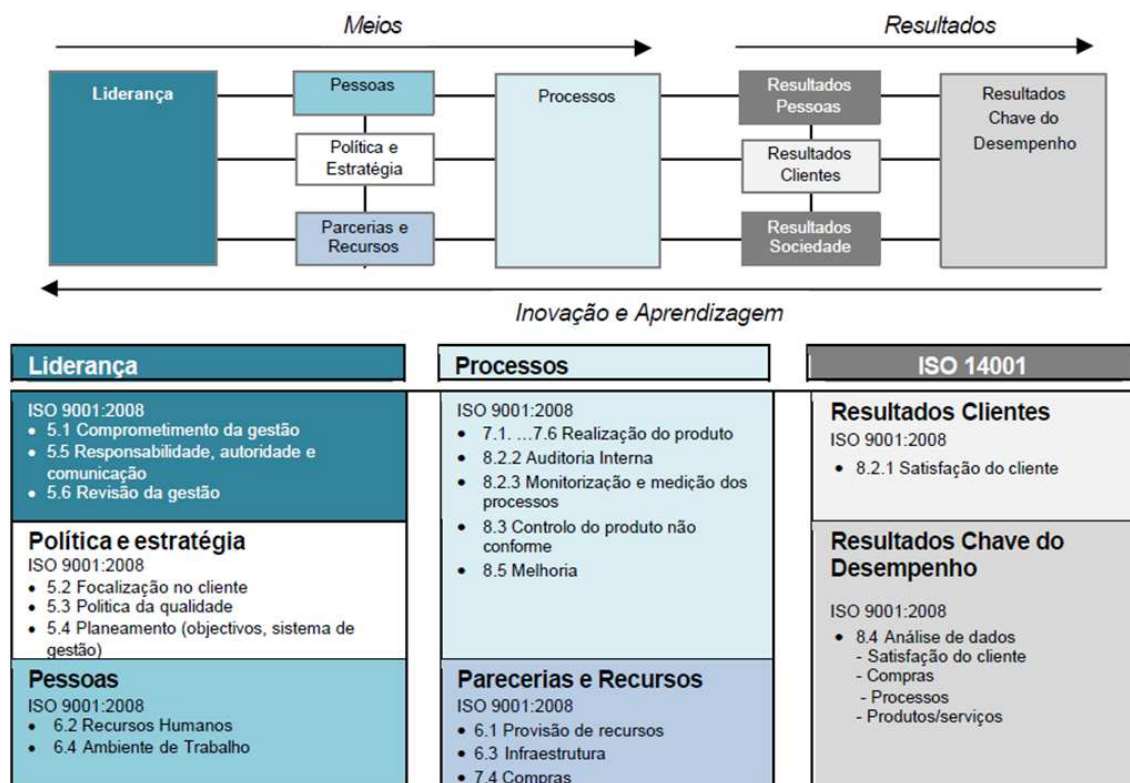 Meios
Resultados
Liderança
Pessoas
Política e
Estratégia
Parcerias e
Recursos
Processos
Resultados
Pessoas
Resultados
Clientes
Resultados
Sociedade
Resultados
Chave do
Desempenho
Inovação e Aprendizagem
Liderança
ISO 9001:2008
• 5.1 Comprometimento da gestão
• 5.5 Responsabilidade, autoridade e
comunicação
• 5.6 Revisão da gestão
Política e estratégia
ISO 9001:2008
• 5.2 Focalização no cliente
• 5.3 Politica da qualidade
• 5.4 Planeamento (objectivos, sistema de
gestão)
Pessoas
ISO 9001:2008
• 6.2 Recursos Humanos
• 6.4 Ambiente de Trabalho
Processos
ISO 9001:2008
• 7.1. …7.6 Realização do produto
• 8.2.2 Auditoria Interna
• 8.2.3 Monitorização e medição dos
processos
• 8.3 Controlo do produto não
conforme
• 8.5 Melhoria
Parecerias e Recursos
ISO 9001:2008
• 6.1 Provisão de recursos
• 6.3 Infraestrutura
• 7.4 Compras
ISO 14001
Resultados Clientes
ISO 9001:2008
• 8.2.1 Satisfação do cliente
Resultados Chave do
Desempenho
ISO 9001:2008
• 8.4 Análise de dados
- Satisfação do cliente
- Compras
- Processos
- Produtos/serviços